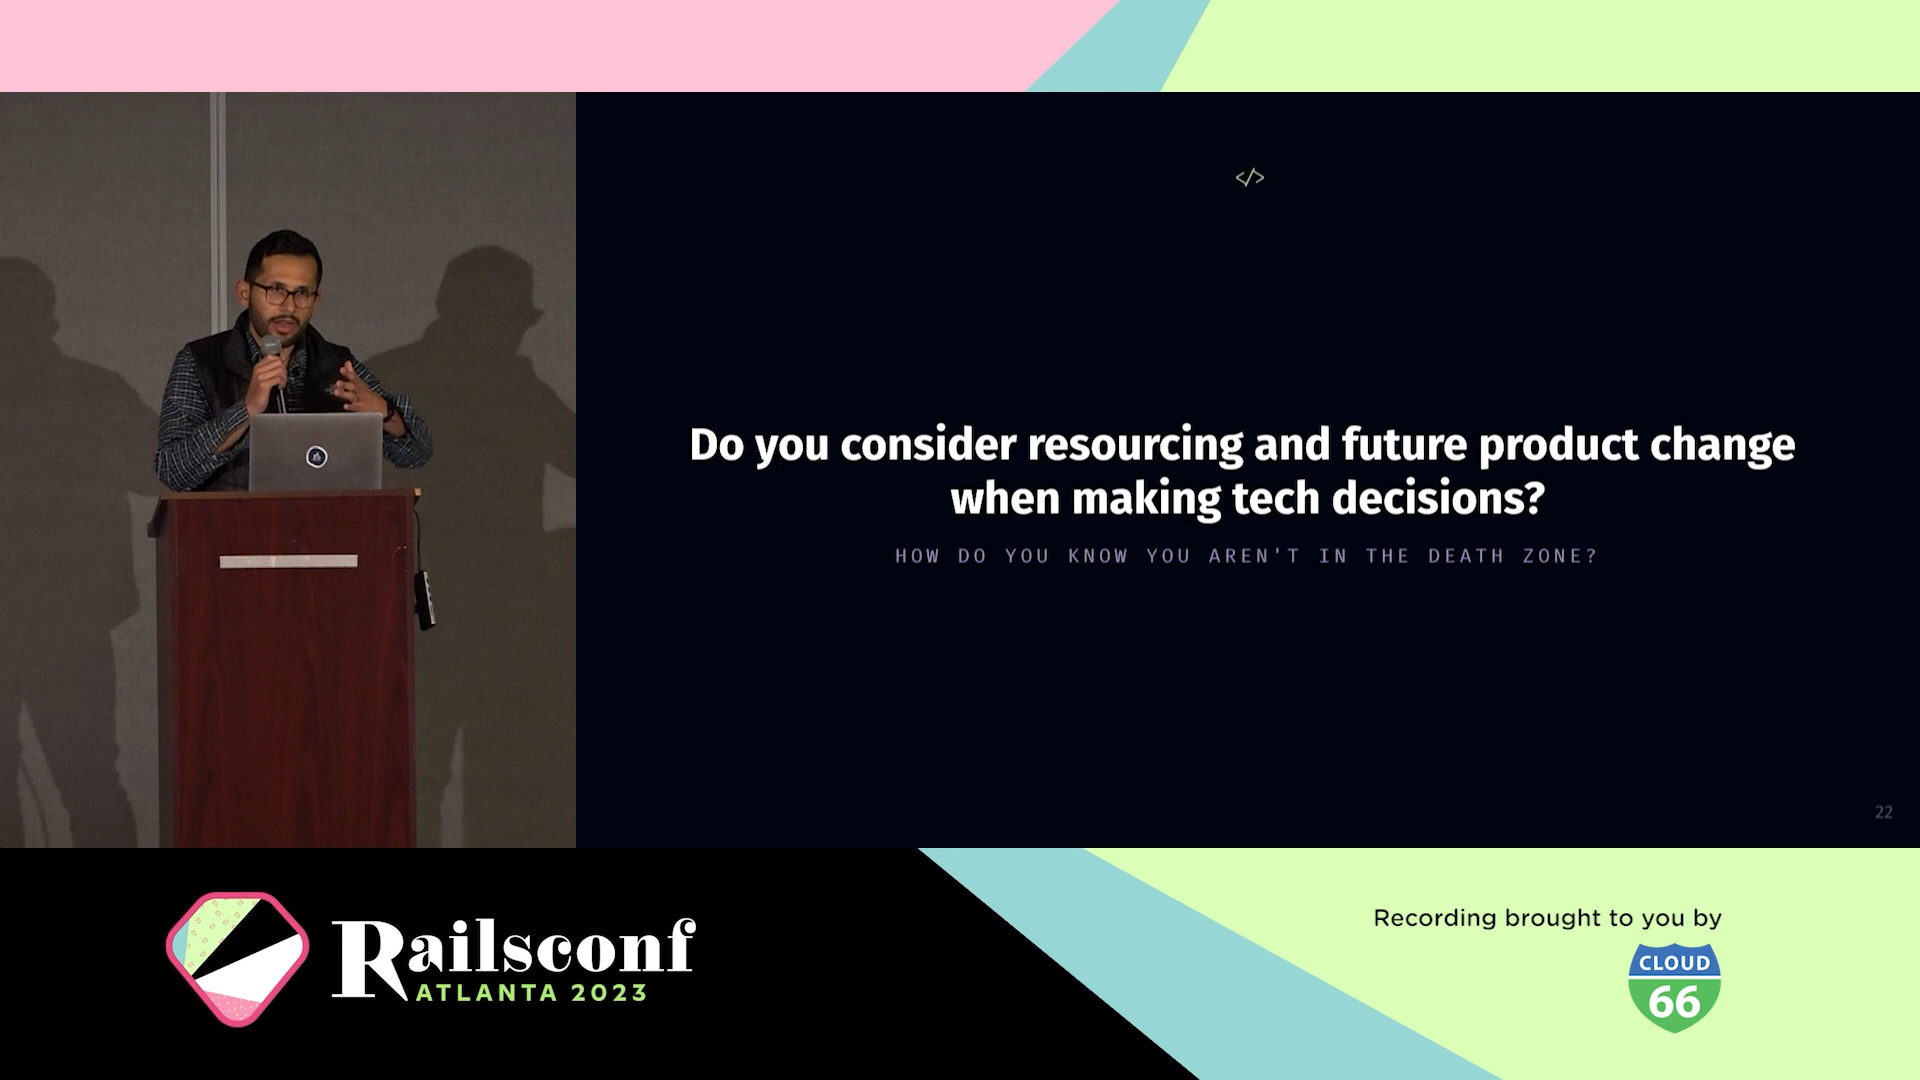 </>
Do you consider resourcing and future product change
when making tech decisions?
HOW DO YOU KNOW YOU AREN'T IN THE DEATH ZONE?
22
Railsconf
ATLANTA 2023
Recording brought to you by
CLOUD
66